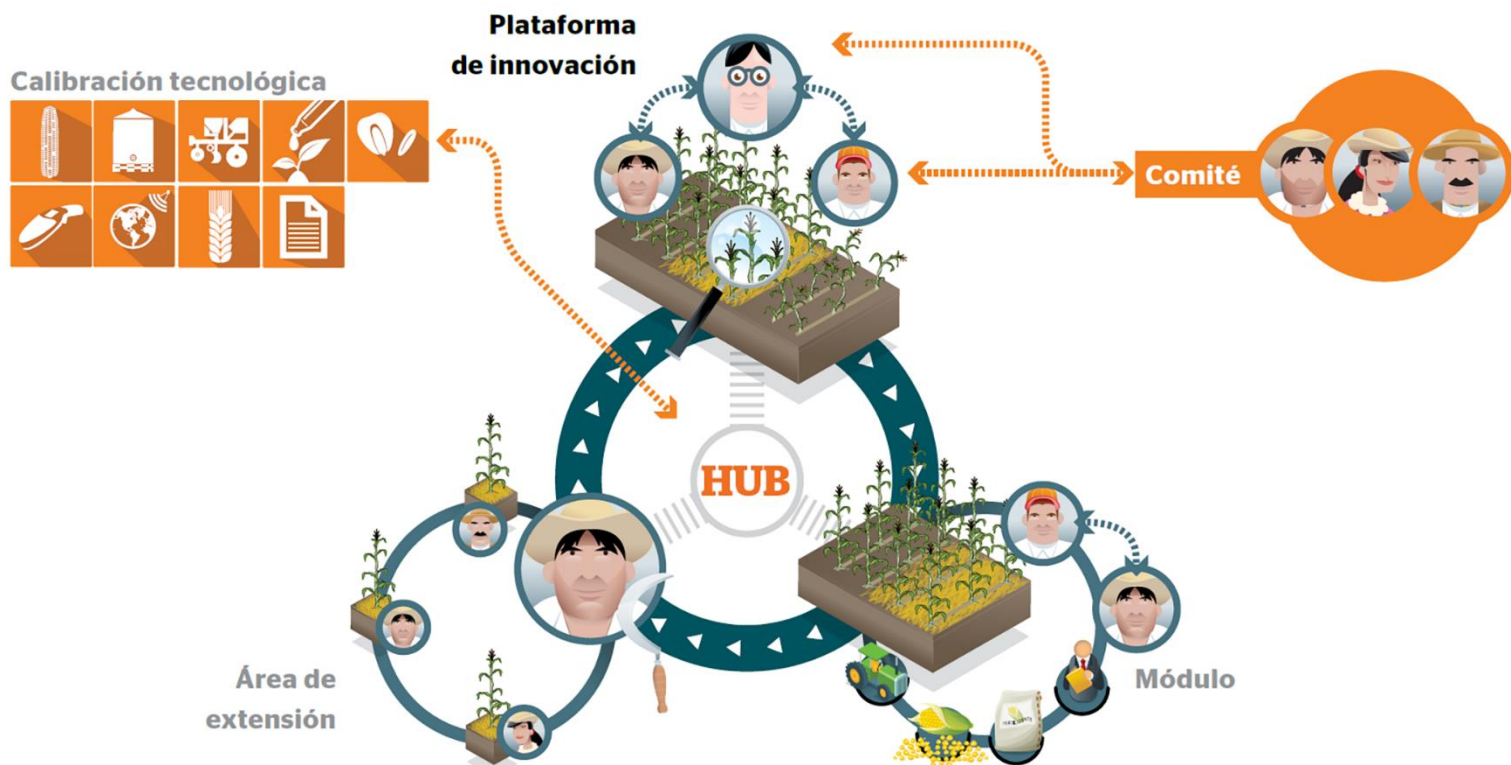 Plataforma
de innovación
Calibración tecnológica
Comité
HUB
Área de
extensión
Módulo